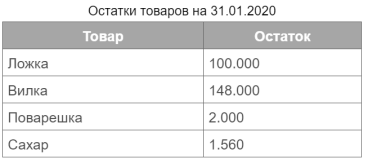 Остатки товаров на 31.01.2020
Товар Остаток
Ложка 100.000
Вилка 148.000
Поварешка 2.000
Сахар 1.560